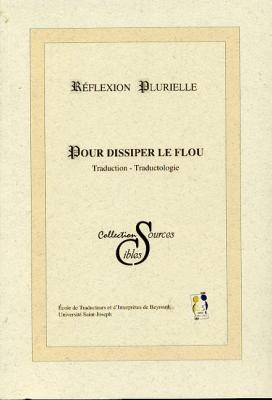 RÉFLEXION PLURIELLE
POUR DISSIPER LE FLOU
Traduction - Traductologie
Collection
Sources
Cibles
École de Traducteurs et d'Interprètes de Beyrouth
Université Saint-Joseph